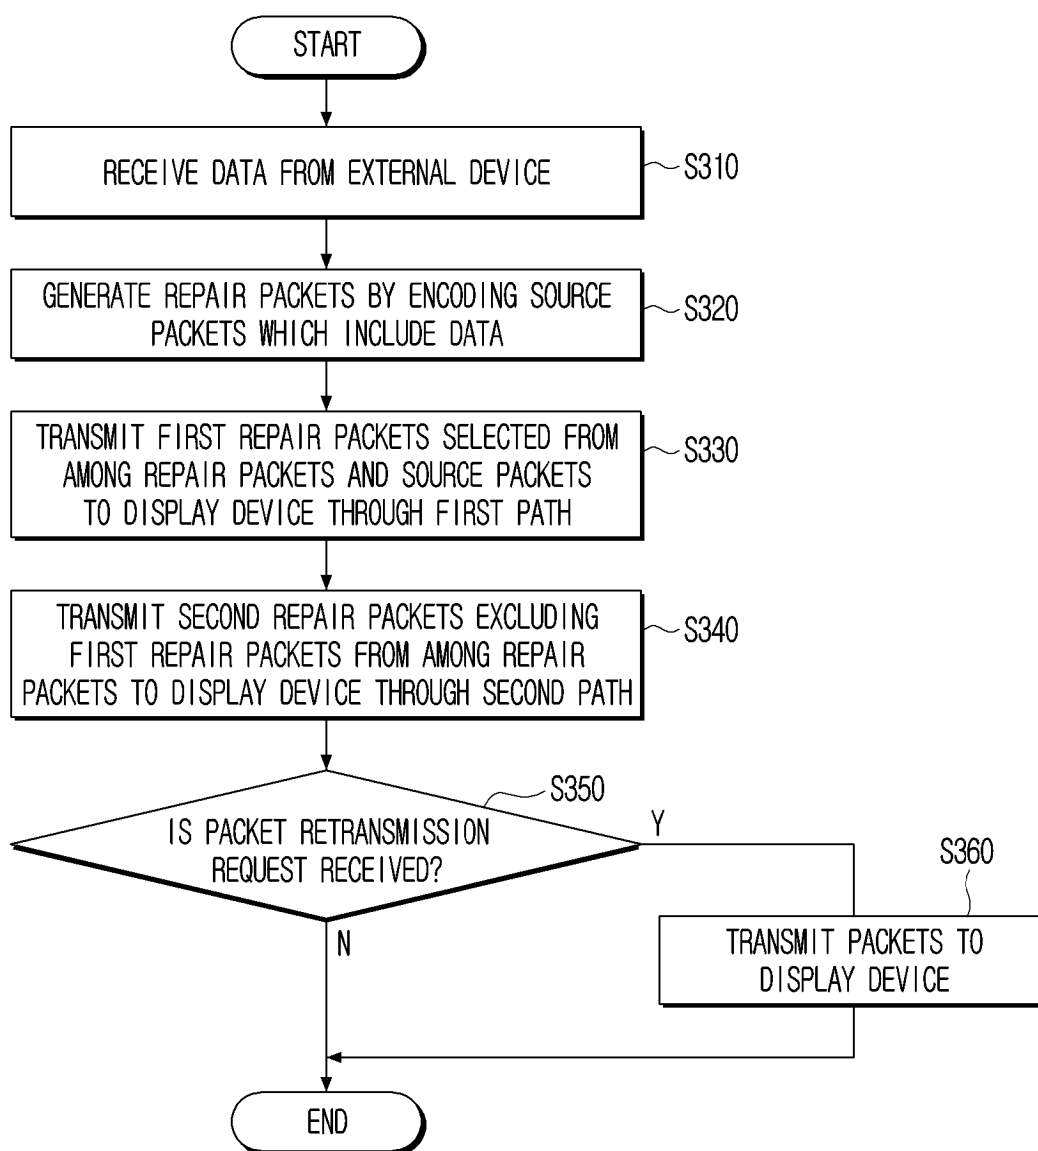 START
RECEIVE DATA FROM EXTERNAL DEVICE
S310
GENERATE REPAIR PACKETS BY ENCODING SOURCE
PACKETS WHICH INCLUDE DATA
S320
TRANSMIT FIRST REPAIR PACKETS SELECTED FROM
AMONG REPAIR PACKETS AND SOURCE PACKETS
TO DISPLAY DEVICE THROUGH FIRST PATH
S330
TRANSMIT SECOND REPAIR PACKETS EXCLUDING
FIRST REPAIR PACKETS FROM AMONG REPAIR
PACKETS TO DISPLAY DEVICE THROUGH SECOND PATH
S340
S350
IS PACKET RETRANSMISSION
REQUEST RECEIVED?
Y
S360
N
TRANSMIT PACKETS TO
DISPLAY DEVICE
END